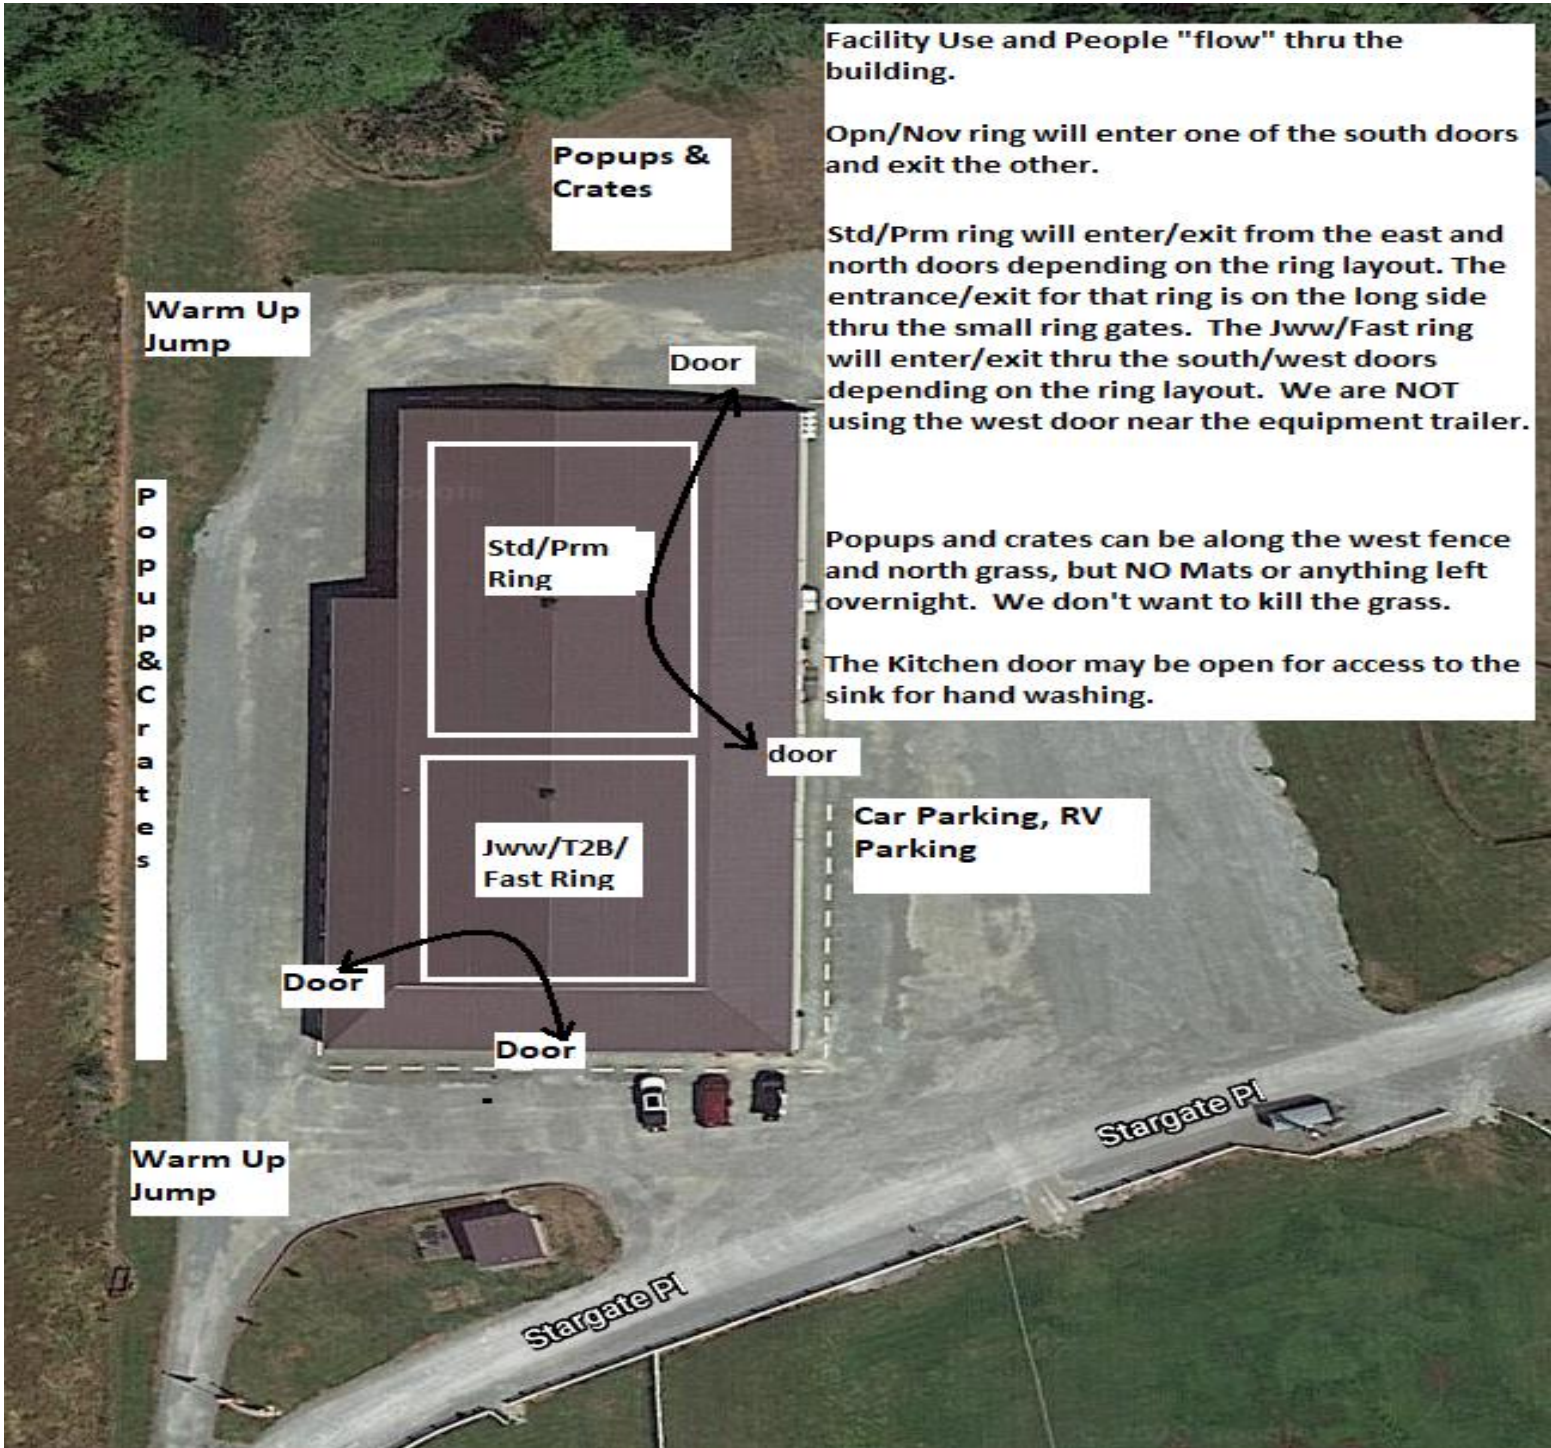 Facility Use and People "flow" thru the
building.
Opn/Nov ring will enter one of the south doors
and exit the other.
Std/Prm ring will enter/exit from the east and
north doors depending on the ring layout. The
entrance/exit for that ring is on the long side
thru the small ring gates. The Jww/Fast ring
will enter/exit thru the south/west doors
depending on the ring layout. We are NOT
using the west door near the equipment trailer.
Popups and crates can be along the west fence
and north grass, but NO Mats or anything left
overnight. We don't want to kill the grass.
The Kitchen door may be open for access to the
sink for hand washing.
Popups &
Crates
Warm Up
Jump
Door
Popup&Crates
Std/Prm
Ring
door
Car Parking, RV
Parking
Jww/T2B/
Fast Ring
Door
Door
Warm Up
Jump
Stargate Pl
Stargate Pl